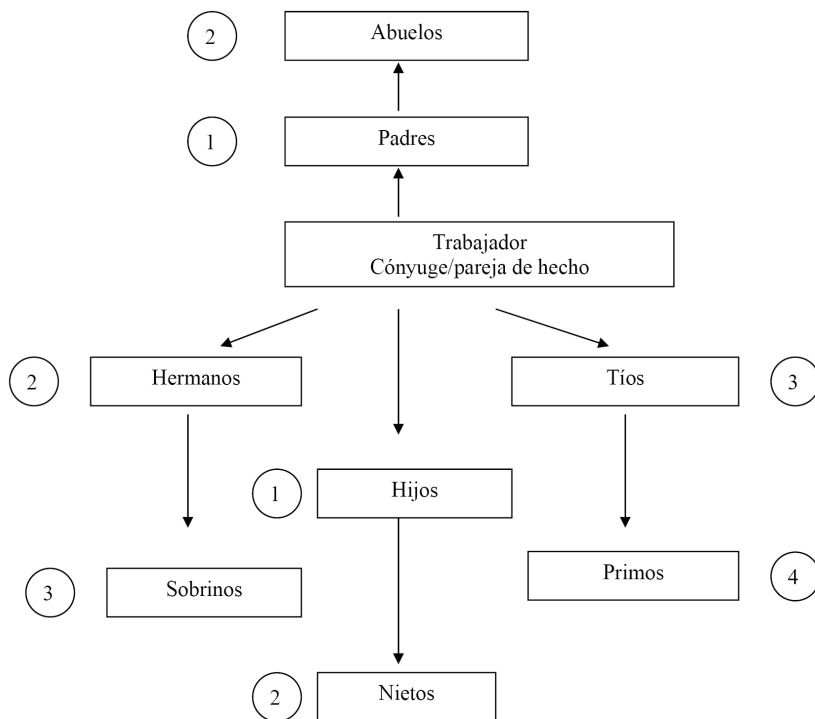 2
Abuelos
1
Padres
Trabajador
Cónyuge/pareja de hecho
2
Hermanos
Tíos
3
1
Hijos
3
Sobrinos
Primos
4
2
Nietos